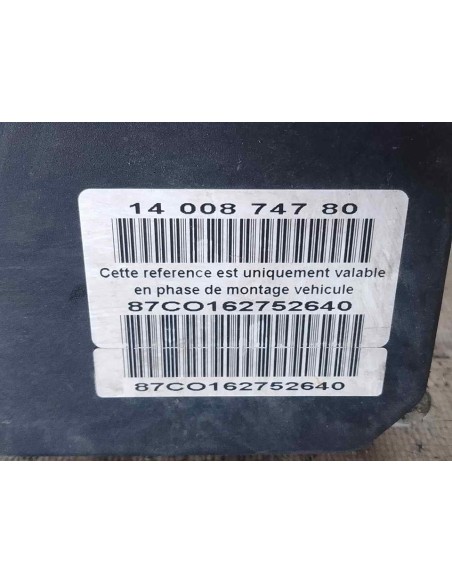 14 008 747 80
Cette reference est uniquement valable
en phase de montage vehicule
87CO162752640
87CO162752640